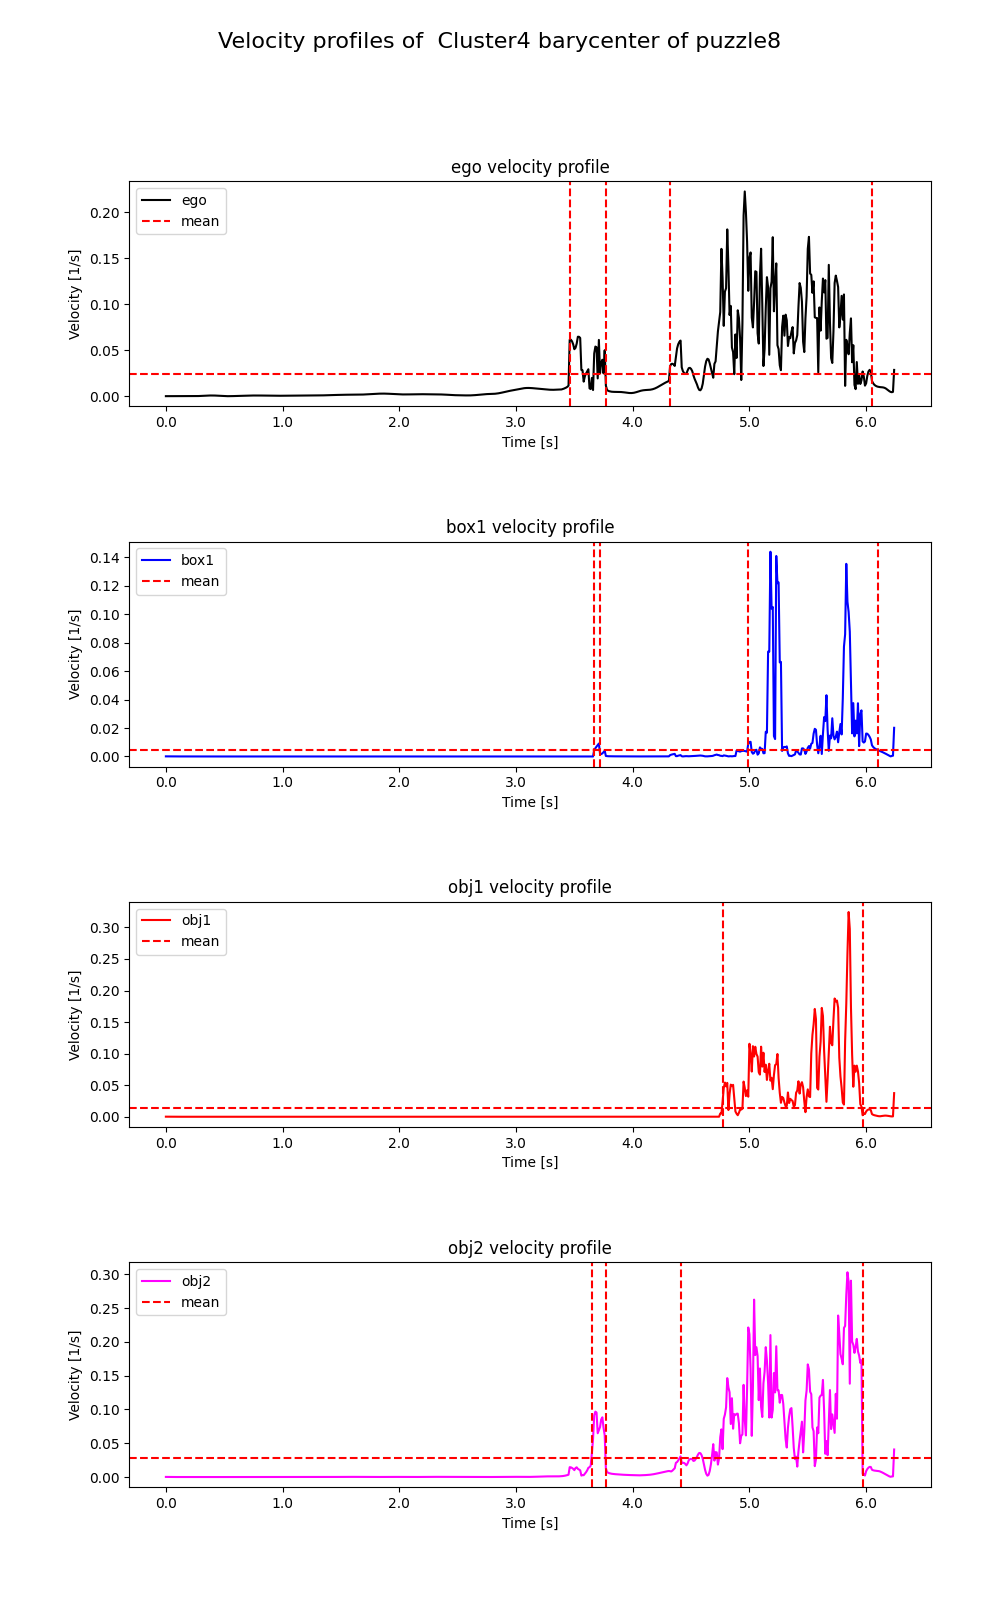 Velocity profiles of  Cluster4 barycenter of puzzle8
ego velocity profile
ego
mean
Velocity [1/s]
0.20
0.15
0.10
0.05
0.00
0.0 1.0 2.0 3.0 4.0 5.0 6.0
Time [s]
box1 velocity profile
box1
mean
Velocity [1/s]
0.14
0.12
0.10
0.08
0.06
0.04
0.02
0.00
0.0 1.0 2.0 3.0 4.0 5.0 6.0
Time [s]
obj1 velocity profile
obj1
mean
Velocity [1/s]
0.30
0.25
0.20
0.15
0.10
0.05
0.00
0.0 1.0 2.0 3.0 4.0 5.0 6.0
Time [s]
obj2 velocity profile
obj2
mean
Velocity [1/s]
0.30
0.25
0.20
0.15
0.10
0.05
0.00
0.0 1.0 2.0 3.0 4.0 5.0 6.0
Time [s]